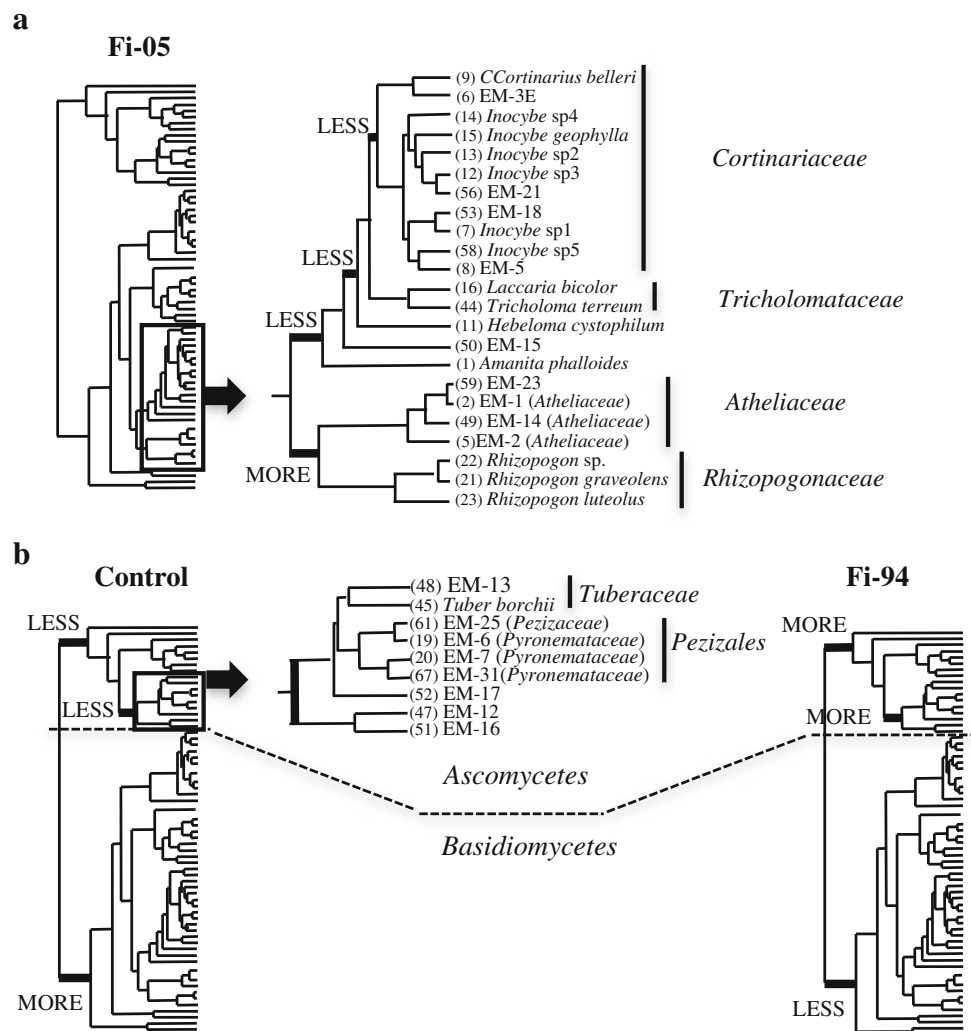 a
Fi-05
(9) CCortinarius belleri
(6) EM-3E
LESS
(14) Inocybe sp4
(15) Inocybe geophylla
(13) Inocybe sp2
Cortinariaceae
(12) Inocybe sp3
(56) EM-21
(53) EM-18
(7) Inocybe sp1
(58) Inocybe sp5
LESS
(8) EM-5
(16) Laccaria bicolor
Tricholomataceae
(44) Tricholoma terreum
LESS
(11) Hebeloma cystophilum
(50) EM-15
(1) Amanita phalloides
(59) EM-23
(2) EM-1 (Atheliaceae)
Atheliaceae
(49) EM-14 (Atheliaceae)
(5)EM-2 (Atheliaceae)
MORE
(22) Rhizopogon sp.
(21) Rhizopogon graveolens
Rhizopogonaceae
(23) Rhizopogon luteolus
b
Control
Fi-94
(48) EM-13
Tuberaceae
(45) Tuber borchii
LESS
(61) EM-25 (Pezizaceae)
MORE
(19) EM-6 (Pyronemataceae)
Pezizales
(20) EM-7 (Pyronemataceae)
(67) EM-31(Pyronemataceae)
(52) EM-17
LESS
(47) EM-12
MORE
(51) EM-16
Ascomycetes
Basidiomycetes
MORE
LESS